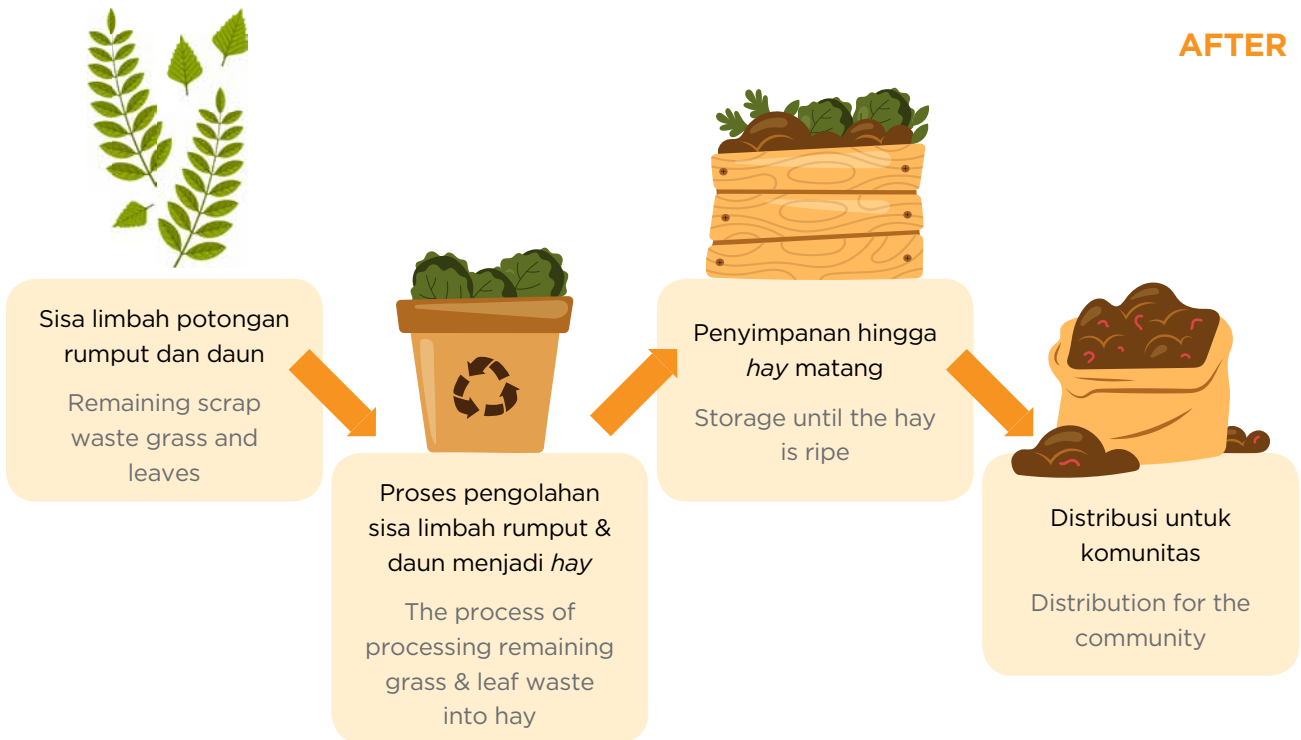 AFTER
Sisa limbah potongan
rumput dan daun
Remaining scrap
waste grass and
leaves
Proses pengolahan
sisa limbah rumput &
daun menjadi hay
The process of
processing remaining
grass & leaf waste
into hay
Penyimpanan hingga
hay matang
Storage until the hay
is ripe
Distribusi untuk
komunitas
Distribution for the
community